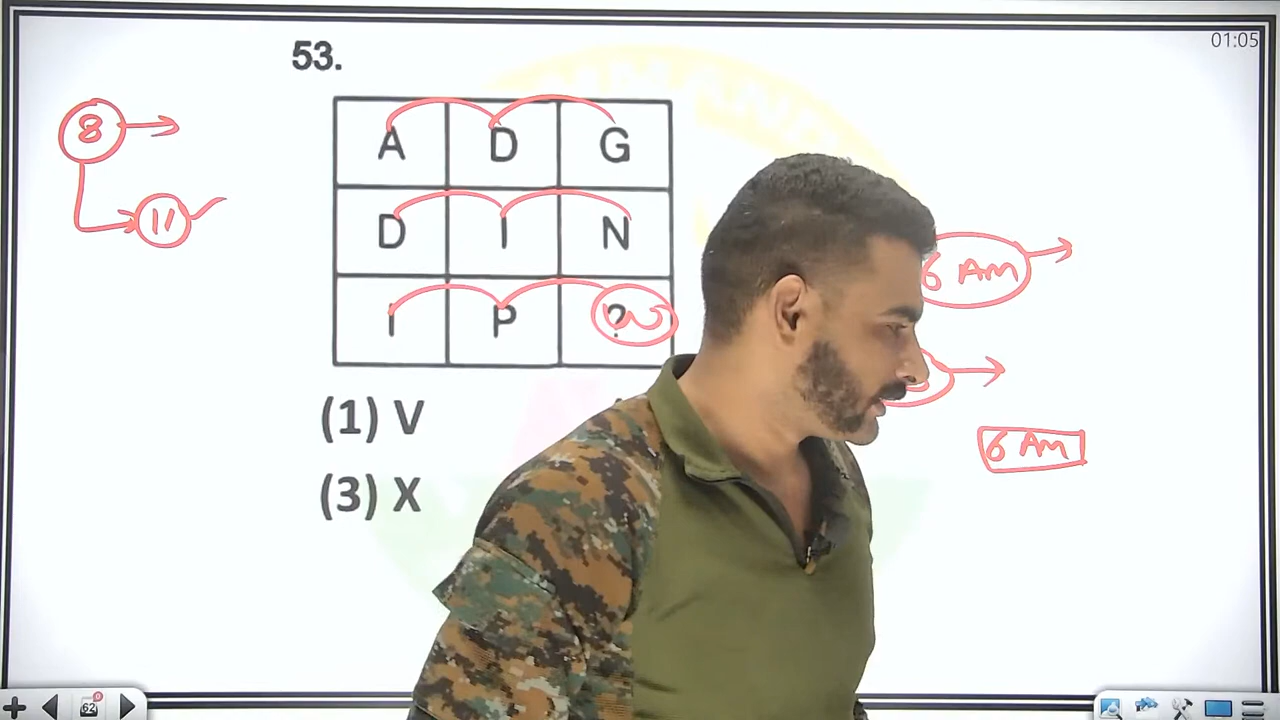 01:05
53.
8
A D G
11
D I N
6 AM
I P ?
(1) V
6 AM
(3) X
62